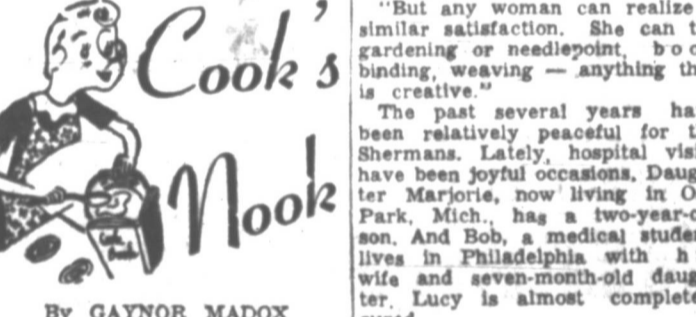 Cook's
Nook
Cook
Book
By GAYNOR MADOX
"But any woman can realize
similar satisfaction. She can t
gardening or needlepoint, boo
binding, weaving — anything th
is creative."
The past several years ha
been relatively peaceful for t
Shermans. Lately, hospital visi
have been joyful occasions. Daug
ter Marjorie, now living in O
Park, Mich., has a two-year-o
son. And Bob, a medical studen
lives in Philadelphia with h
wife and seven-month-old daug
ter. Lucy is almost complete